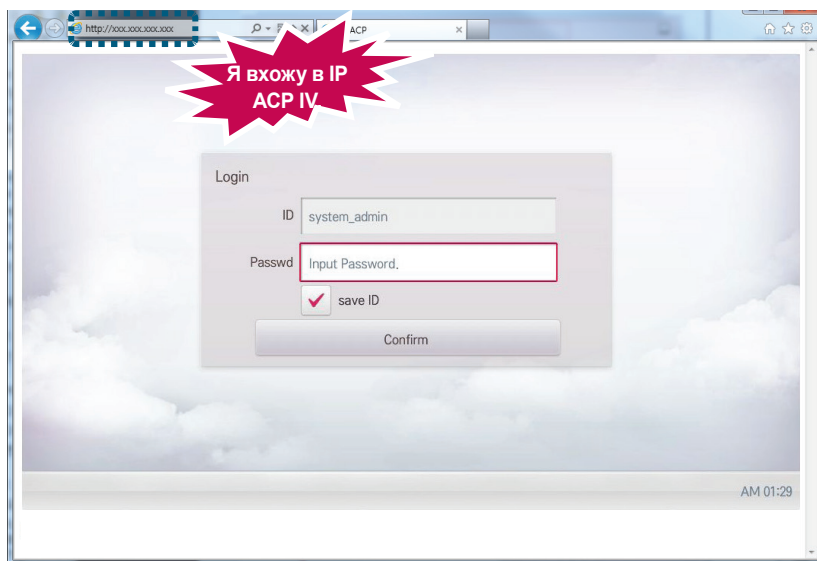 http://xxx.xxx.xxx.xxx
ACP
Я вхожу в IP
ACP IV
Login
ID
system_admin
Passwd
Input Password.
save ID
Confirm
AM 01:29